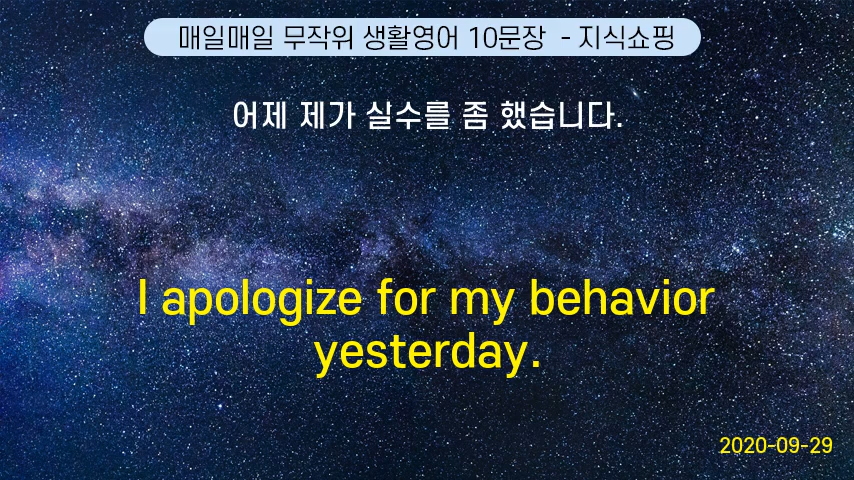 매일매일 무작위 생활영어 10문장 - 지식쇼핑
어제 제가 실수를 좀 했습니다.
I apologize for my behavior
yesterday.
2020-09-29